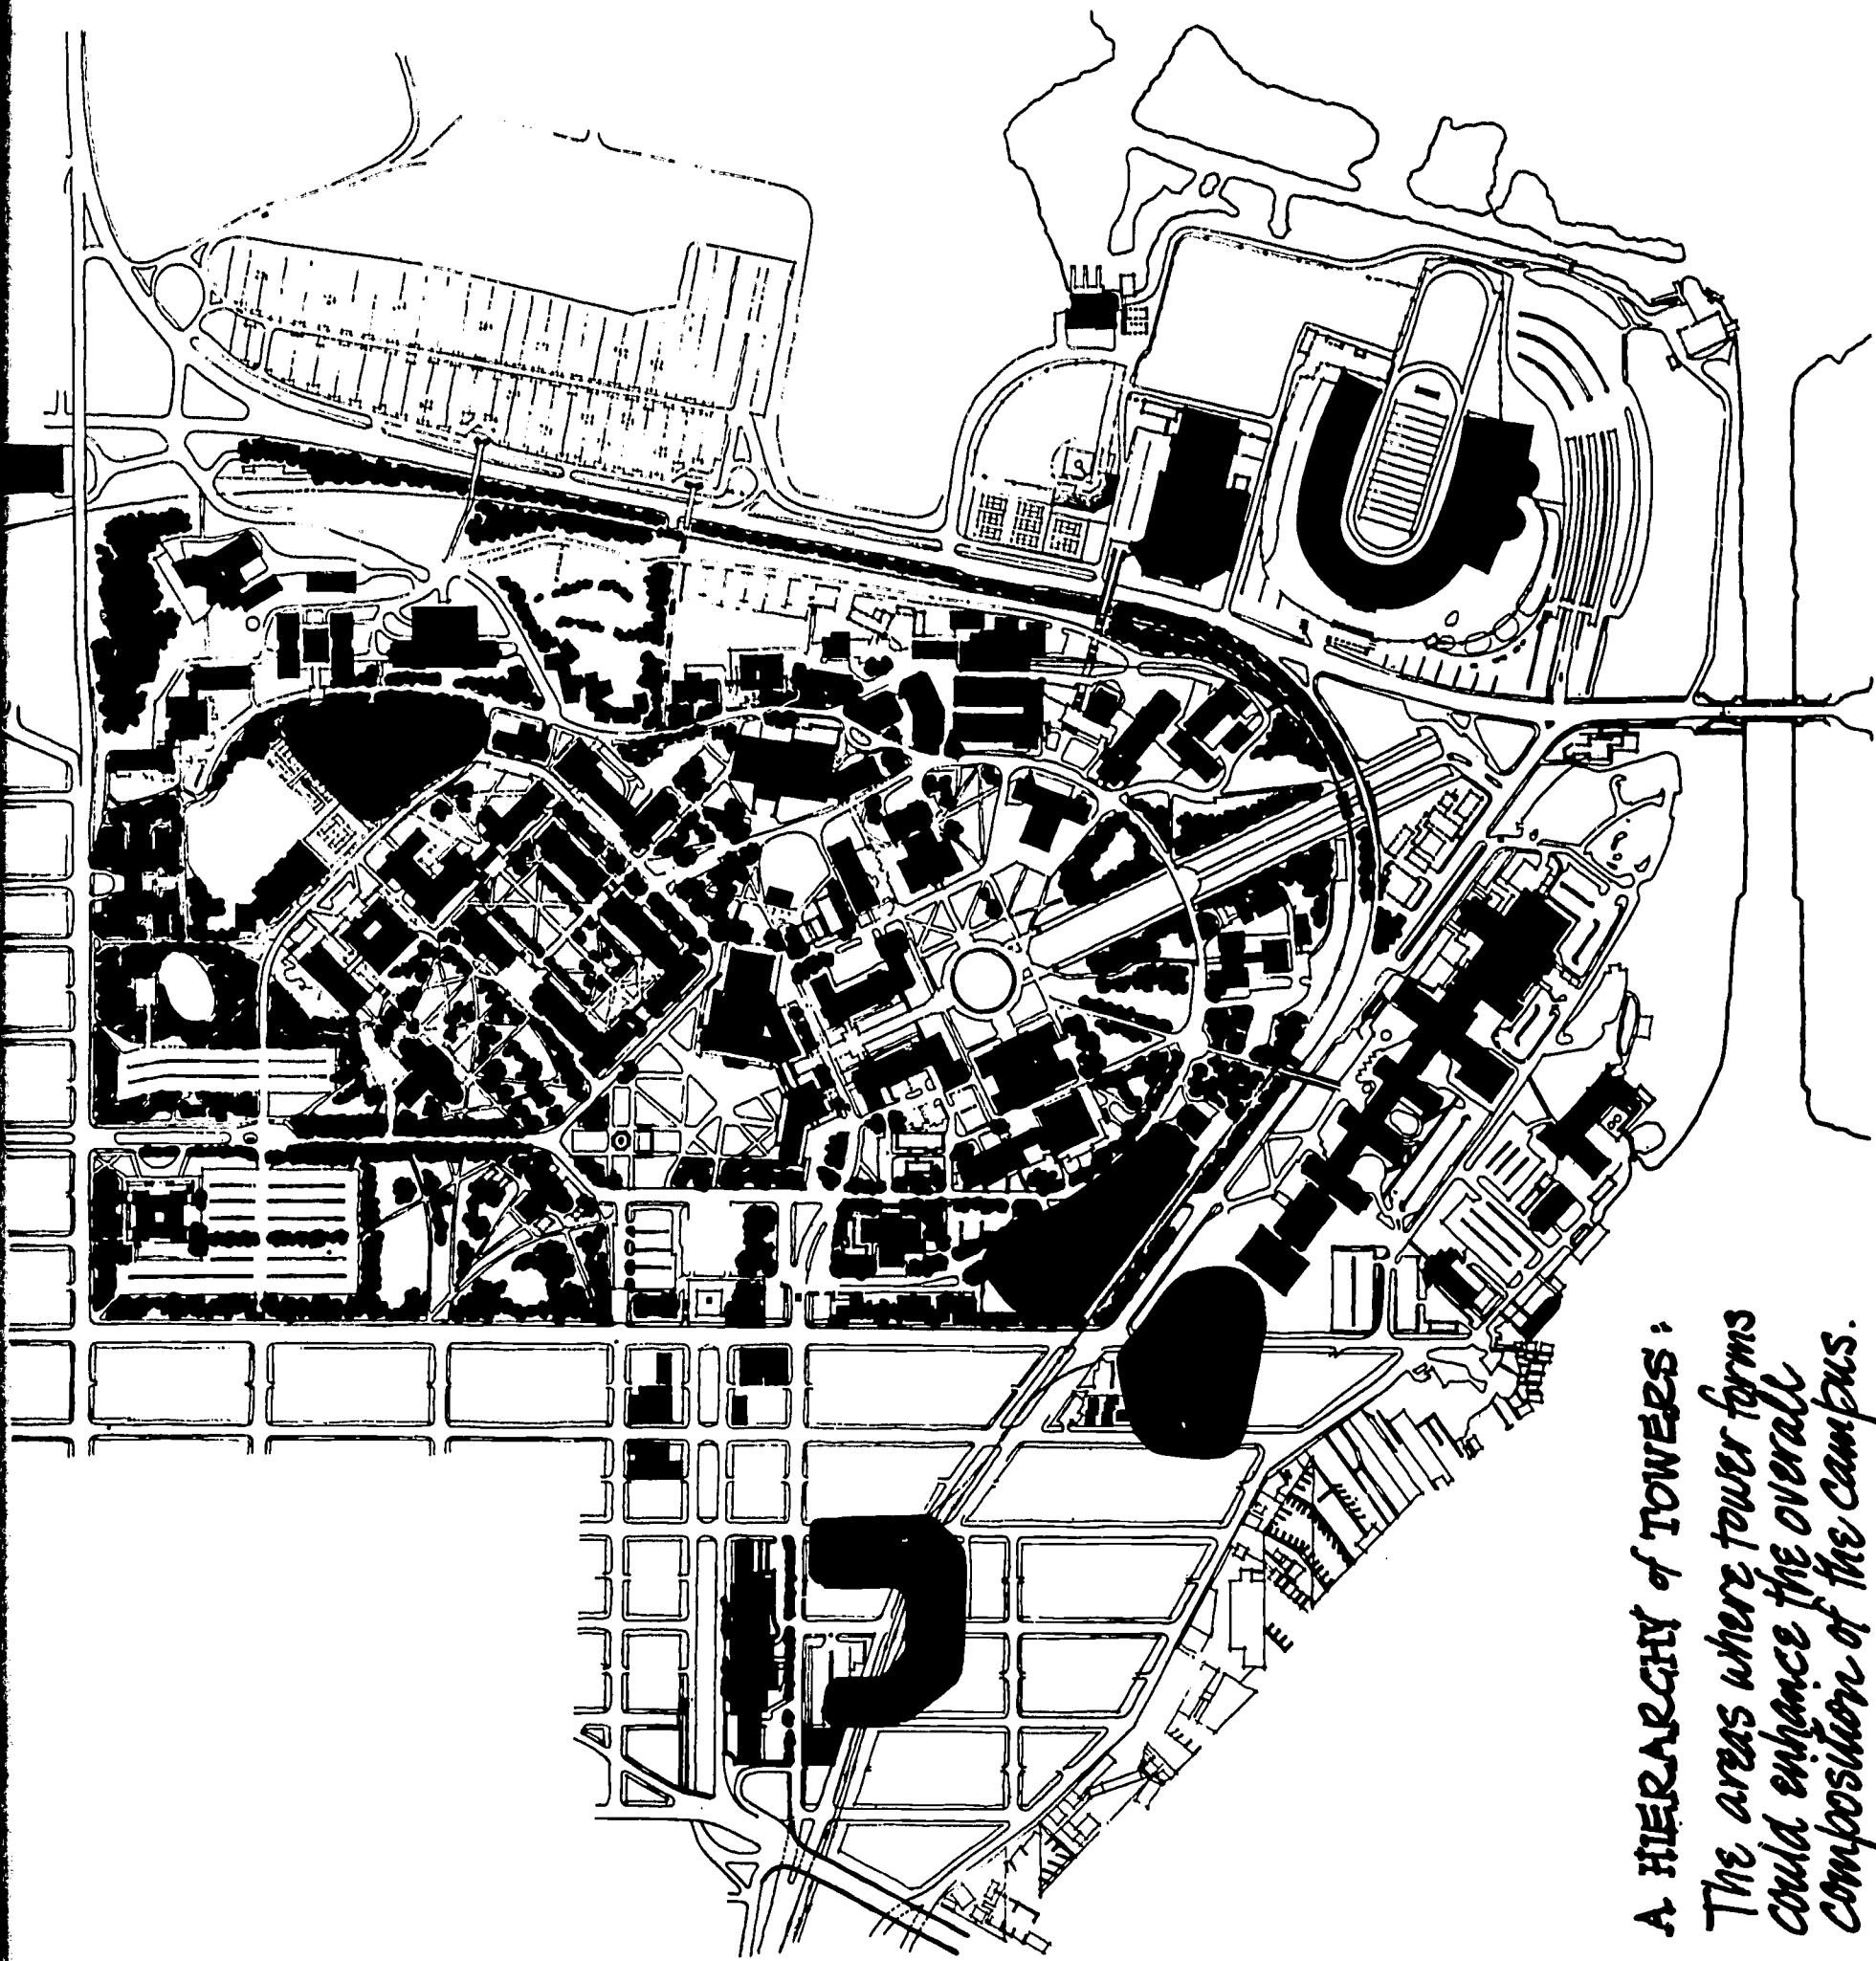 A HIERARCHY of TOWERS:
The areas where tower forms
could enhance the overall
composition of the campus.